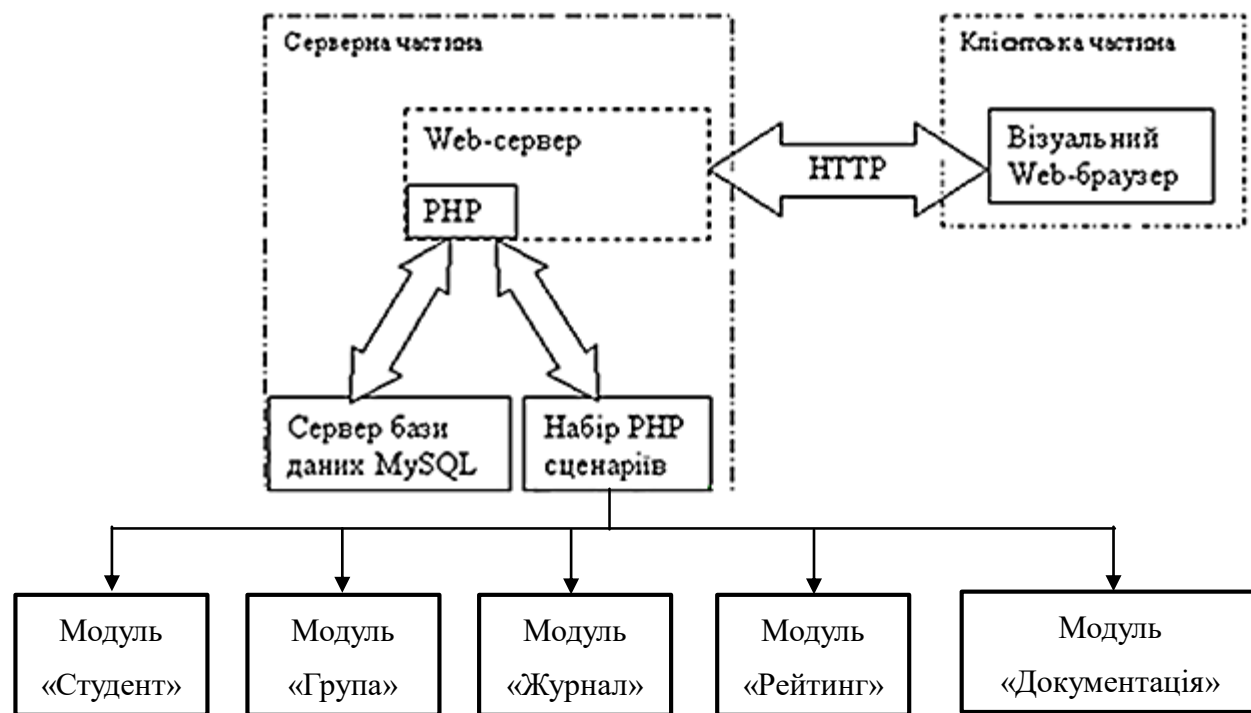 Серверна частина
Клієнтська частина
Web-сервер
HTTP
Візуальний
Web-браузер
PHP
Сервер бази
даних MySQL
Набір PHP
сценаріїв
Модуль
«Студент»
Модуль
«Група»
Модуль
«Журнал»
Модуль
«Рейтинг»
Модуль
«Документація»